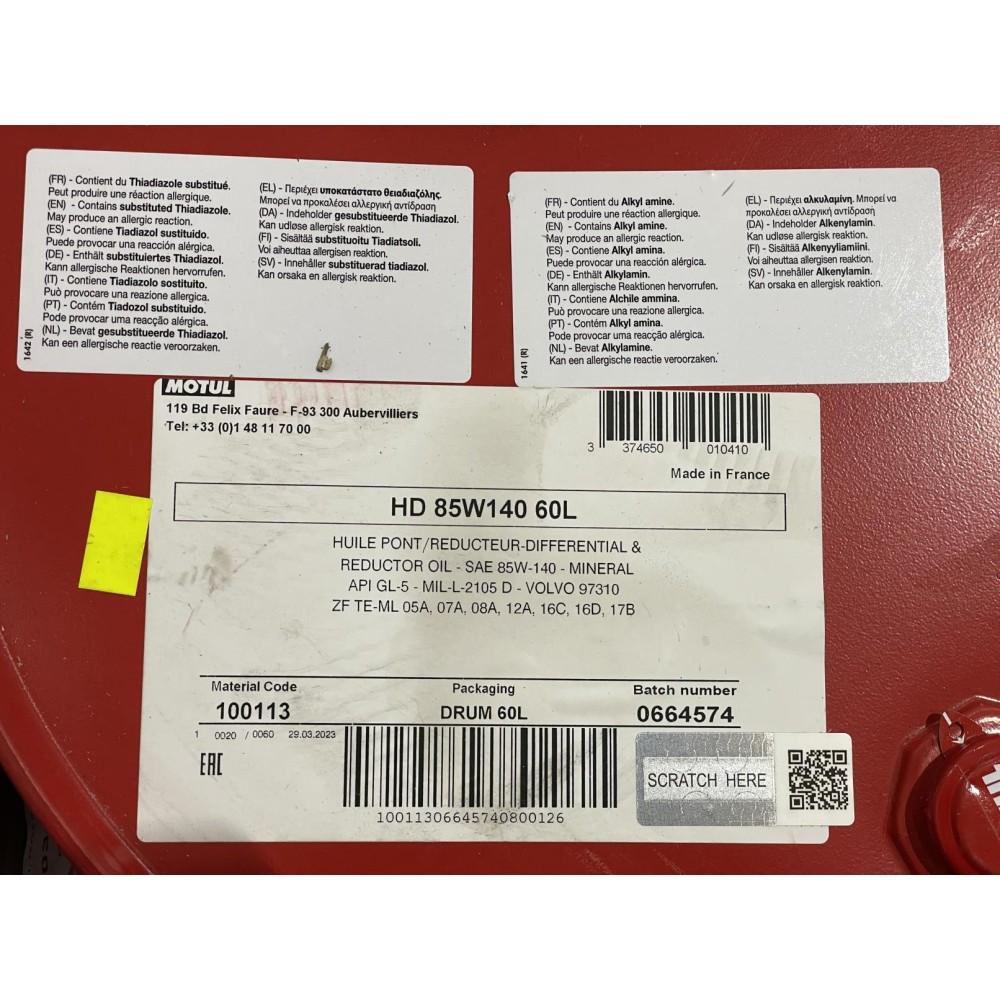 (FR) - Contient du Thiadiazole substitué.
Peut produire une réaction allergique.
(EN) - Contains substituted Thiadiazole.
May produce an allergic reaction.
(ES) - Contiene Tiadiazol sustituido.
Puede provocar una reacción alérgica.
(DE) - Enthält substituiertes Thiadiazol.
Kann allergische Reaktionen hervorrufen.
(IT) - Contiene Tiadiazolo sostituito.
Può provocare una reazione allergica.
(PT) - Contém Tiadozol substituido.
Pode provocar uma reacção alérgica.
(NL) - Bevat gesubstitueerde Thiadiazol.
Kan een allergische reactie veroorzaken.
(EL) - Περιέχει υποκατάστατο θειαδιαζόλης.
Μπορεί να προκαλέσει αλλεργική αντίδραση
(DA) - Indeholder gesubstitueerde Thiadiazol.
Kan udløse allergisk reaktion.
(FI) - Sisältää substituoitu Tiadiatsoli.
Voi aiheuttaa allergisen reaktion.
(SV) - Innehåller substituerad tiadiazol.
Kan orsaka en allergisk reaktion.
1642 (R)
(FR) - Contient du Alkyl amine.
Peut produire une réaction allergique.
(EN) - Contains Alkyl amine.
May produce an allergic reaction.
(ES) - Contiene Alkyl amina.
Puede provocar una reacción alérgica.
(DE) - Enthält Alkylamin.
Kann allergische Reaktionen hervorrufen.
(IT) - Contiene Alchile ammina.
Può provocare una reazione allergica.
(PT) - Contém Alkyl amina.
Pode provocar uma reacção alérgica.
(NL) - Bevat Alkylamine.
Kan een allergische reactie veroorzaken.
(EL) - Περιέχει αλκυλαμίνη. Μπορεί να
προκαλέσει αλλεργική αντίδραση
(DA) - Indeholder Alkenylamin.
Kan udløse allergisk reaktion.
(FI) - Sisältää Alkenyyliamiini.
Voi aiheuttaa allergisen reaktion.
(SV) - Innehåller Alkenylamin.
Kan orsaka en allergisk reaktion.
1641 (R)
MOTUL
119 Bd Felix Faure - F-93 300 Aubervilliers
Tel: +33 (0)1 48 11 70 00
3 374650 010410
Made in France
HD 85W140 60L
HUILE PONT/REDUCTEUR-DIFFERENTIAL &
REDUCTOR OIL - SAE 85W-140 - MINERAL
API GL-5 - MIL-L-2105 D - VOLVO 97310
ZF TE-ML 05A, 07A, 08A, 12A, 16C, 16D, 17B
Material Code Packaging Batch number
100113 DRUM 60L 0664574
1 0020 / 0060 29.03.2023
EAC
10011306645740800126
SCRATCH HERE